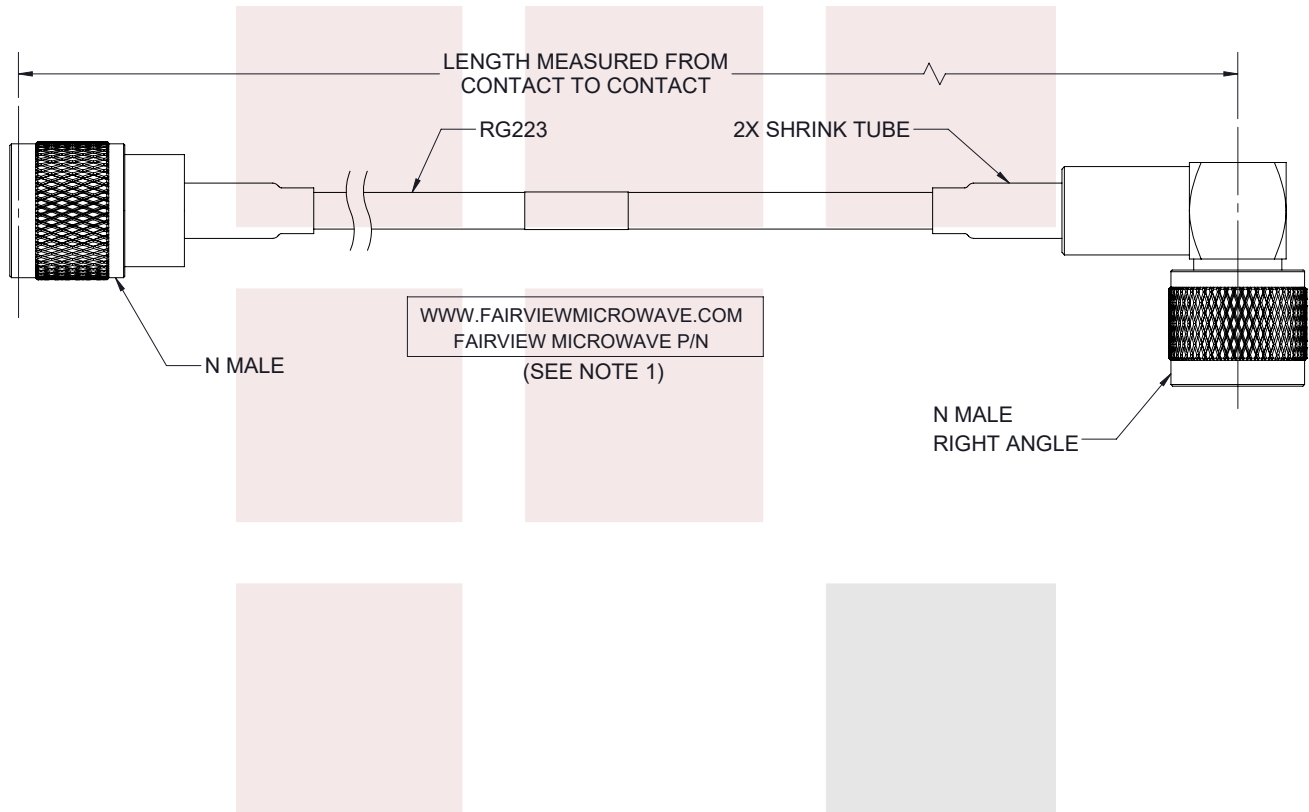 LENGTH MEASURED FROM
CONTACT TO CONTACT
RG223
2X SHRINK TUBE
WWW.FAIRVIEWMICROWAVE.COM
FAIRVIEW MICROWAVE P/N
(SEE NOTE 1)
N MALE
N MALE
RIGHT ANGLE